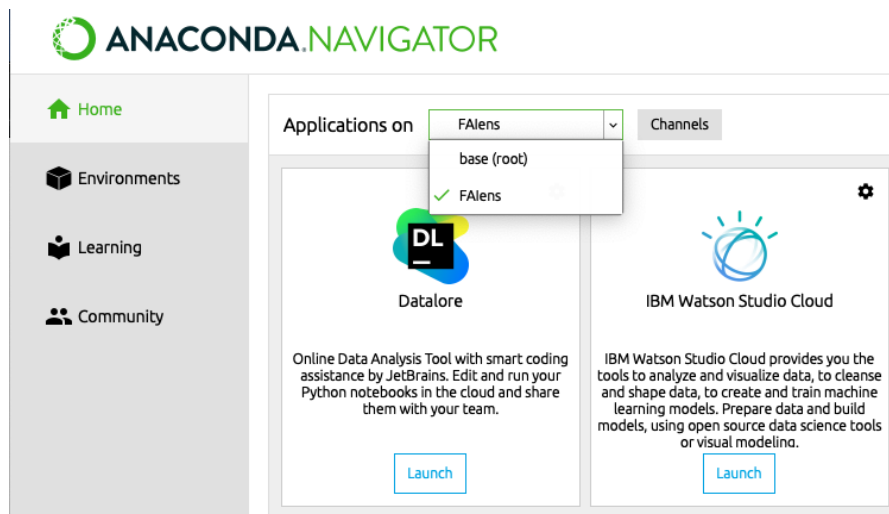 ANACONDA.NAVIGATOR
Home
Environments
Learning
Community
Applications on FAIens Channels
base (root)
FAIens
DL
Datalore
Online Data Analysis Tool with smart coding
assistance by JetBrains. Edit and run your
Python notebooks in the cloud and share
them with your team.
Launch
IBM Watson Studio Cloud
IBM Watson Studio Cloud provides you the
tools to analyze and visualize data, to cleanse
and shape data, to create and train machine
learning models. Prepare data and build
models, using open source data science tools
or visual modeling.
Launch